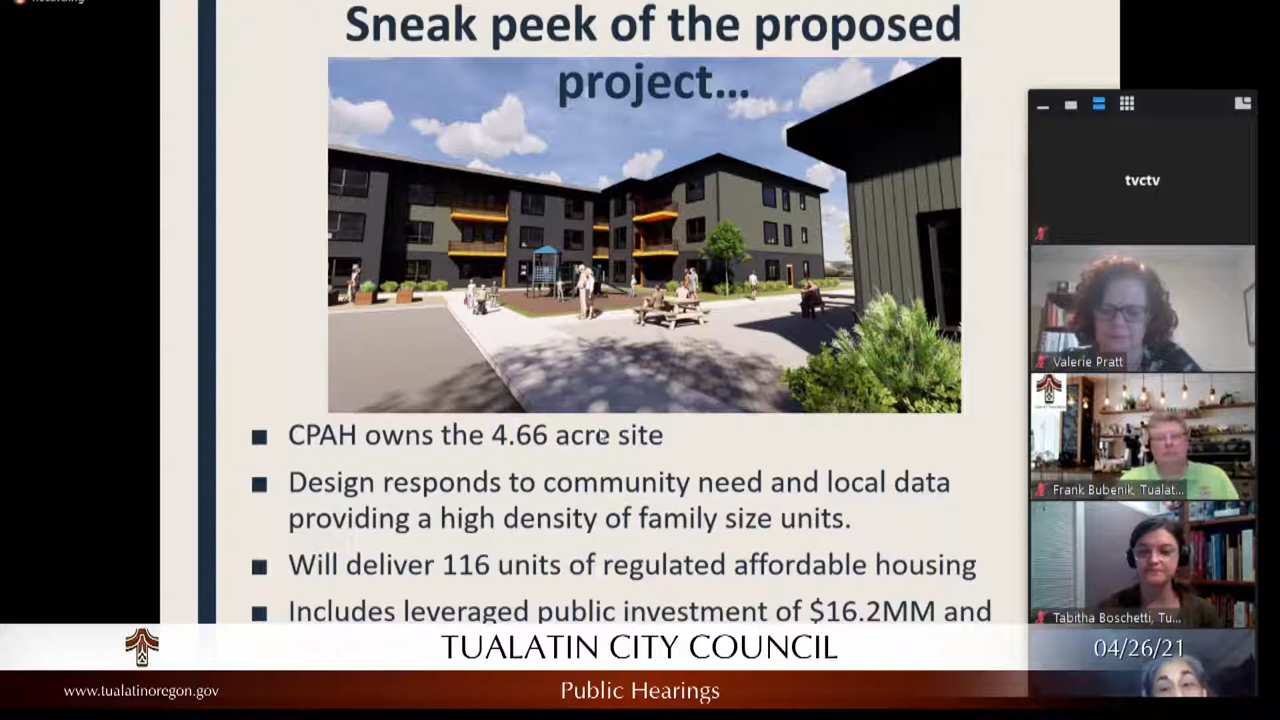 Recording
Sneak peek of the proposed
project...
CPAH owns the 4.66 acre site
Design responds to community need and local data
providing a high density of family size units.
Will deliver 116 units of regulated affordable housing
Includes leveraged public investment of $16.2MM and
tvctv
Valerie Pratt
Frank Bubenik, Tualat...
Tabitha Boschetti, Tu...
TUALATIN CITY COUNCIL
04/26/21
www.tualatinoregon.gov
Public Hearings